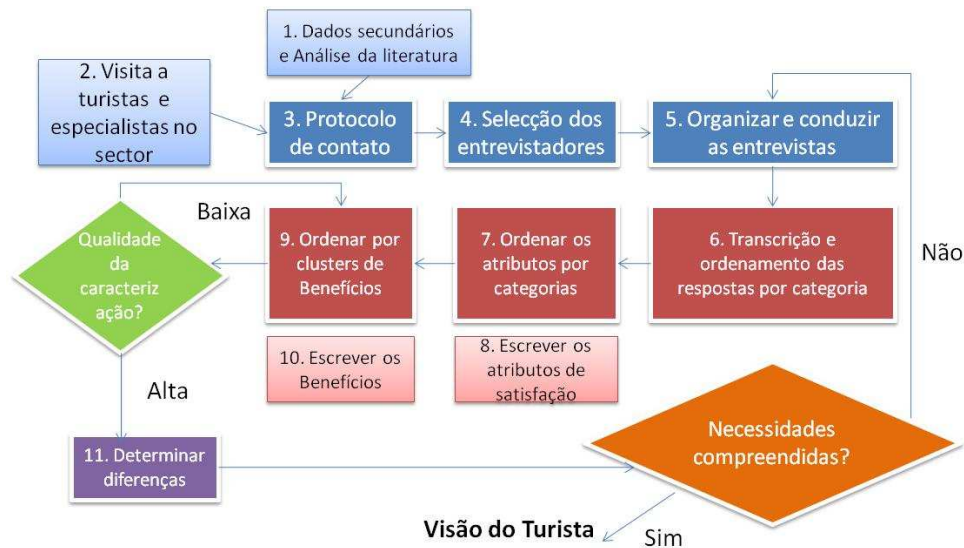 1. Dados secundários
e Análise da literatura
2. Visita a
turistas e
especialistas no
sector
3. Protocolo
de contato
4. Selecção dos
entrevistadores
5. Organizar e conduzir
as entrevistas
Baixa
Qualidade
da
caracteriz
ação?
9. Ordenar por
clusters de
Benefícios
7. Ordenar os
atributos por
categorias
6. Transcrição e
ordenamento das
respostas por categoria
Não
10. Escrever os
Benefícios
8. Escrever os
atributos de
satisfação
Alta
11. Determinar
diferenças
Necessidades
compreendidas?
Visão do Turista
Sim